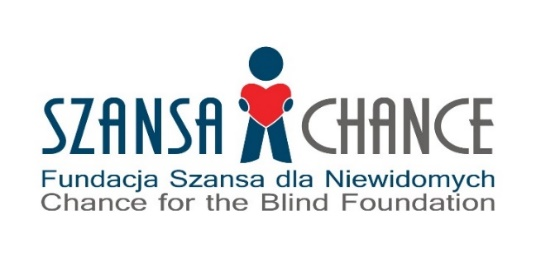 SZANSA CHANCE
Fundacja Szansa dla Niewidomych
Chance for the Blind Foundation